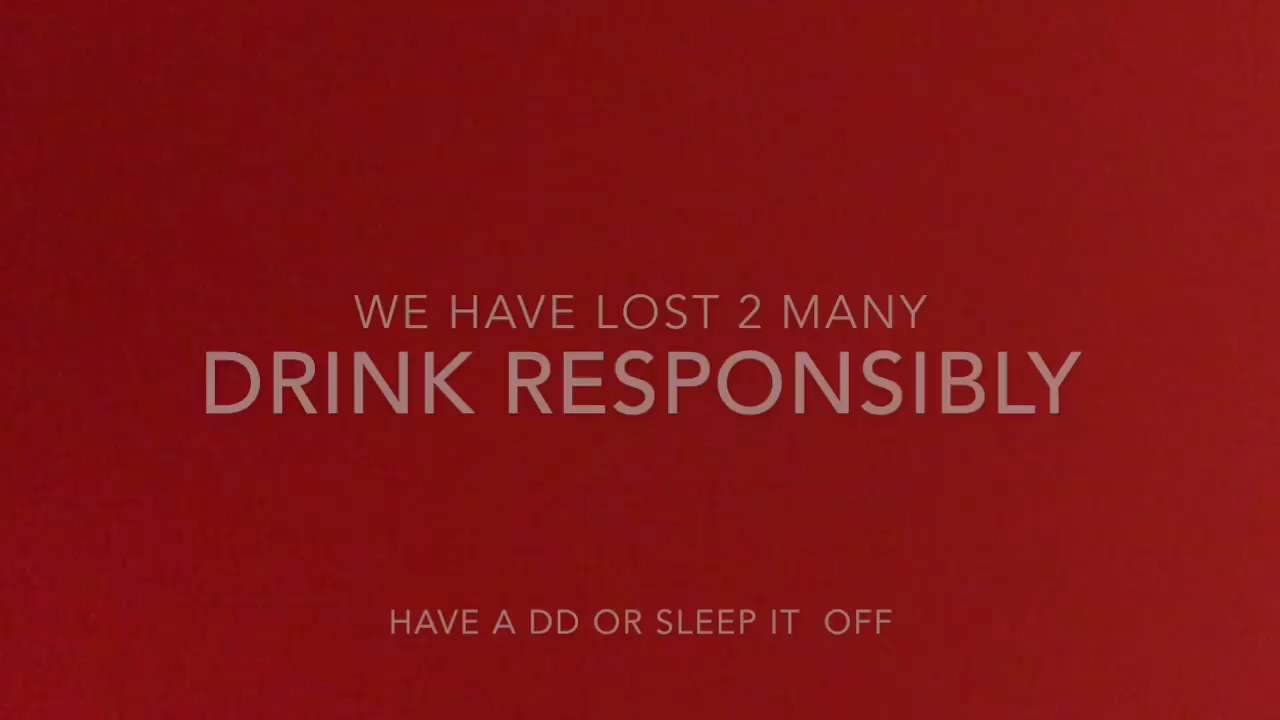 WE HAVE LOST 2 MANY
DRINK RESPONSIBLY
HAVE A DD OR SLEEP IT  OFF